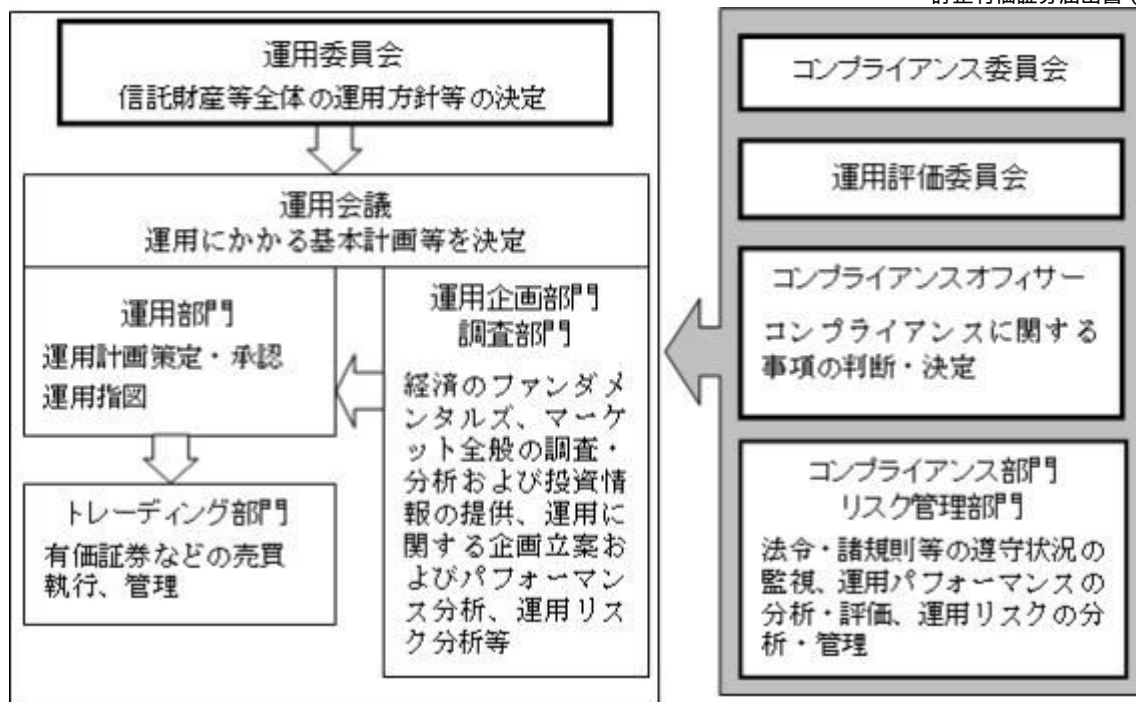 訂正有価証券届出書（
運用委員会
信託財産等全体の運用方針等の決定
運用会議
運用にかかる基本計画等を決定
運用部門
運用計画策定・承認
運用指図
トレーディング部門
有価証券などの売買
執行、管理
運用企画部門
調査部門
経済のファンダメ
ンタルズ、マーケ
ット全般の調査・
分析および投資情
報の提供、運用に
関する企画立案お
よびパフォーマン
ス分析、運用リス
ク分析等
コンプライアンス委員会
運用評価委員会
コンプライアンスオフィサー
コンプライアンスに関する
事項の判断・決定
コンプライアンス部門
リスク管理部門
法令・諸規則等の遵守状況の
監視、運用パフォーマンスの
分析・評価、運用リスクの分
析・管理